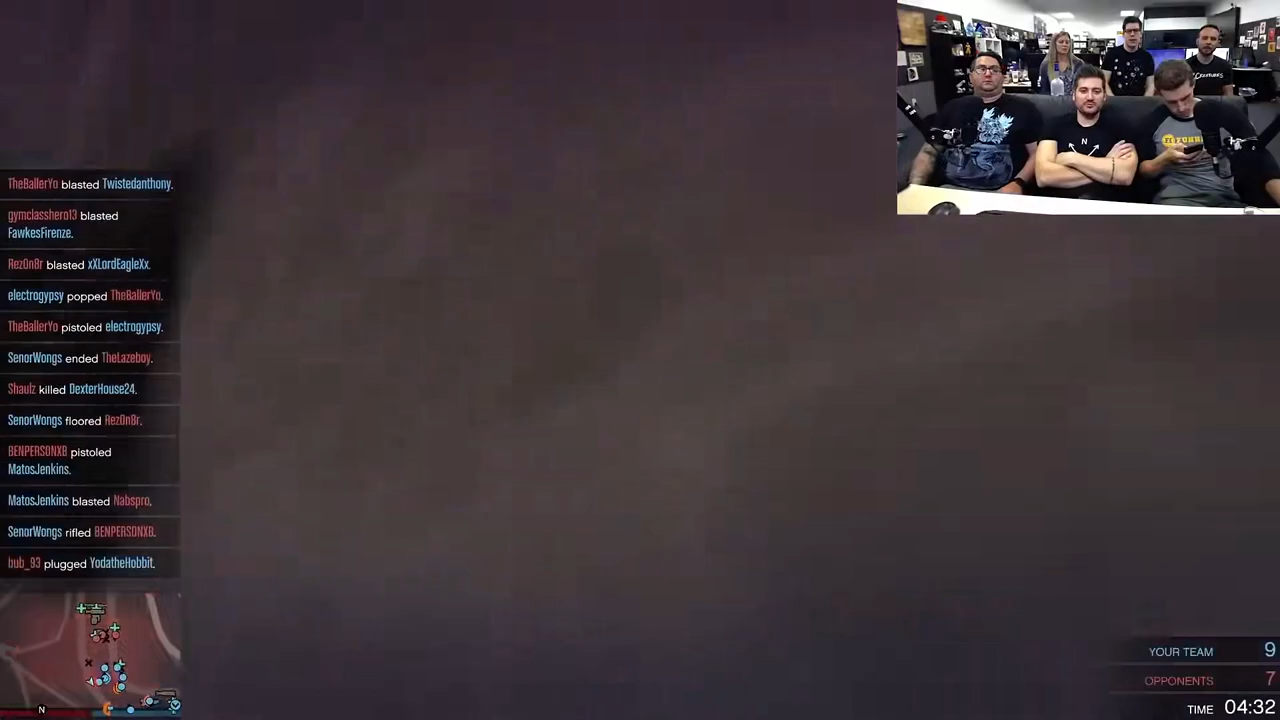 TheBallerYo blasted Twistedanthony.
gymclasshero13 blasted
FawkesFirenze.
RezOn8r blasted xXLordEagleXx.
electrogypsy popped TheBallerYo.
TheBallerYo pistoled electrogypsy.
SenorWongs ended TheLazeboy.
Shaulz killed DexterHouse24.
SenorWongs floored RezOn8r.
BENPERSONXB pistoled
MatosJenkins.
MatosJenkins blasted Nabspro.
SenorWongs rifled BENPERSONXB.
bub_93 plugged YodatheHobbit.
N
N
YOUR TEAM 9
OPPONENTS 7
TIME 04:32